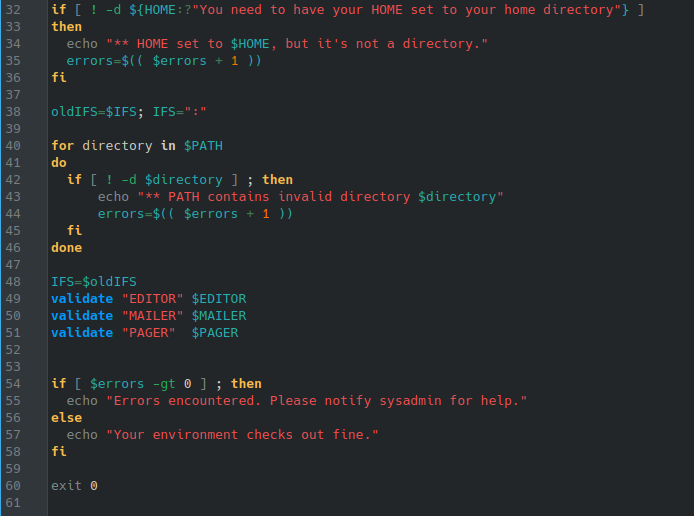 32 if [ ! -d ${HOME:?"You need to have your HOME set to your home directory"} ]
33 then
34   echo "** HOME set to $HOME, but it's not a directory."
35   errors=$(( $errors + 1 ))
36 fi
37
38 oldIFS=$IFS; IFS=":"
39
40 for directory in $PATH
41 do
42   if [ ! -d $directory ] ; then
43       echo "** PATH contains invalid directory $directory"
44       errors=$(( $errors + 1 ))
45   fi
46 done
47
48 IFS=$oldIFS
49 validate "EDITOR" $EDITOR
50 validate "MAILER" $MAILER
51 validate "PAGER"  $PAGER
52
53
54 if [ $errors -gt 0 ] ; then
55   echo "Errors encountered. Please notify sysadmin for help."
56 else
57   echo "Your environment checks out fine."
58 fi
59
60 exit 0
61